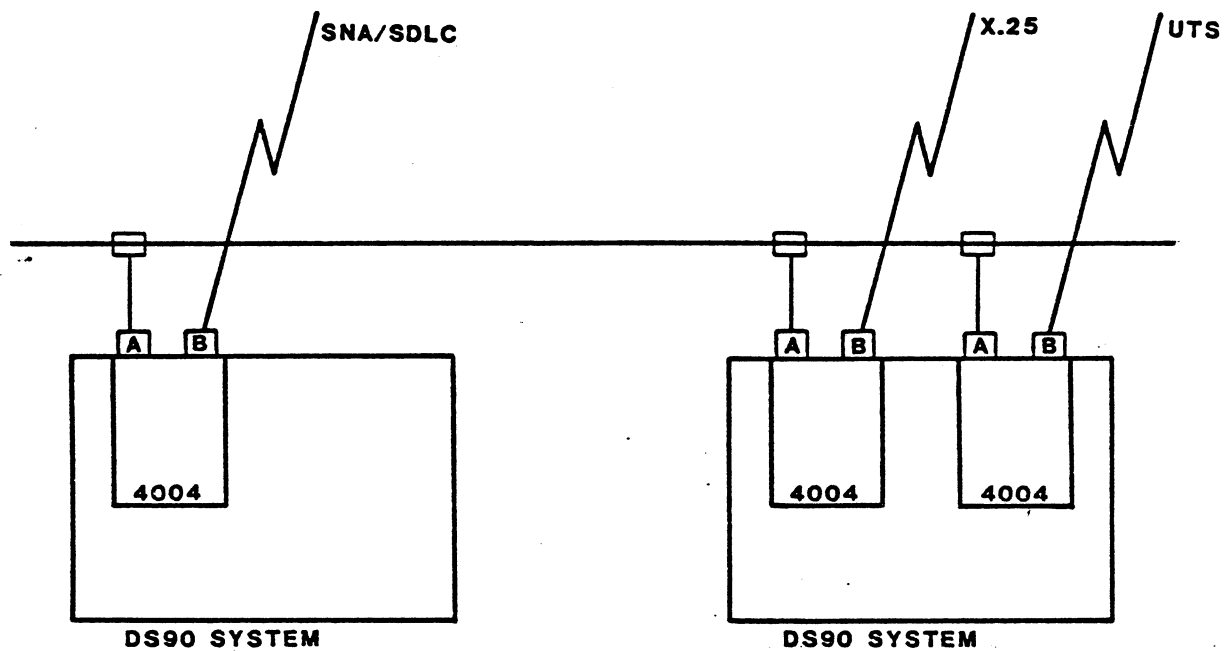 SNA/SDLC
X.25
UTS
A B
A B A B
4004
4004 4004
DS90 SYSTEM
DS90 SYSTEM